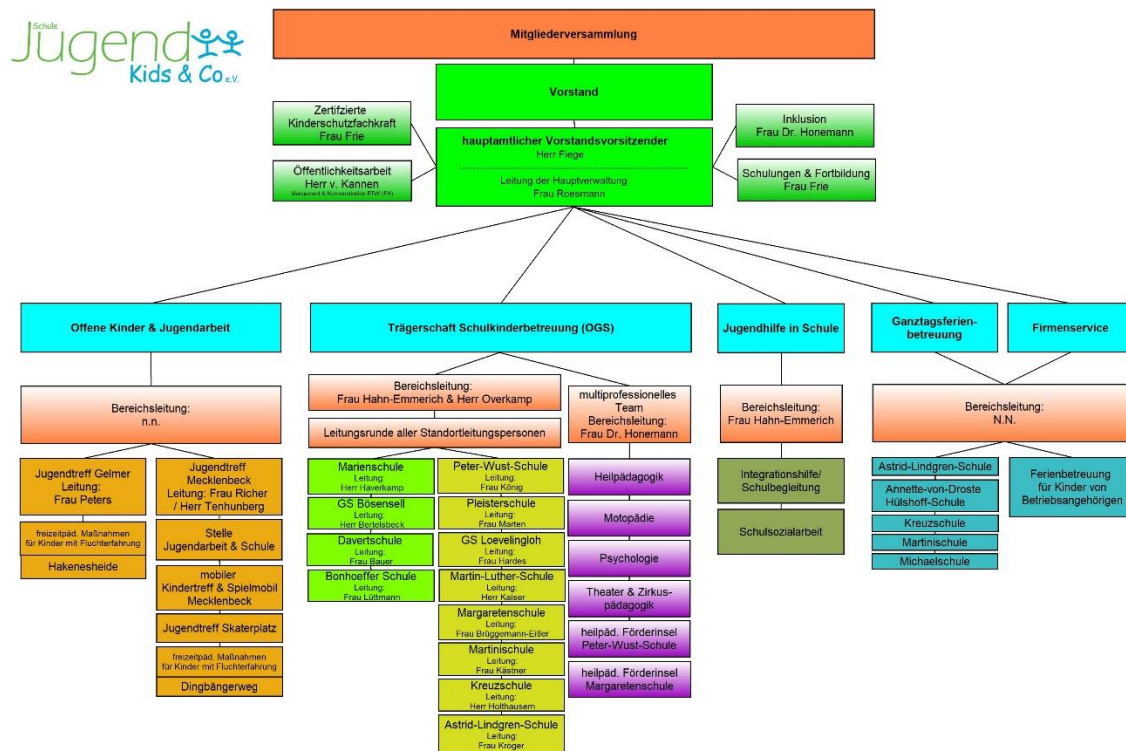 Schule
Jugend
Kids & Co e.V.
Mitgliederversammlung
Vorstand
Zertifzierte
Kinderschutzfachkraft
Frau Frie
Öffentlichkeitsarbeit
Herr v. Kannen
hauptamtlicher Vorstandsvorsitzender
Herr Fiege
Leitung der Hauptverwaltung
Frau Roesmann
Inklusion
Frau Dr. Honemann
Schulungen & Fortbildung
Frau Frie
Offene Kinder & Jugendarbeit
Trägerschaft Schulkinderbetreuung (OGS)
Jugendhilfe in Schule
Ganztagsferien-
betreuung
Firmenservice
Bereichsleitung:
n.n.
Bereichsleitung:
Frau Hahn-Emmerich & Herr Overkamp
Leitungsrunde aller Standortleitungspersonen
multiprofessionelles
Team
Bereichsleitung:
Frau Dr. Honemann
Bereichsleitung:
Frau Hahn-Emmerich
Bereichsleitung:
N.N.
Jugendtreff Gelmer
Leitung:
Frau Peters
freizeitpäd. Maßnahmen
für Kinder mit Fluchterfahrung
Hakenesheide
Jugendtreff
Mecklenbeck
Leitung: Frau Richer
/ Herr Tenhunberg
Stelle
Jugendarbeit & Schule
mobiler
Kindertreff & Spielmobil
Mecklenbeck
Jugendtreff Skaterplatz
freizeitpäd. Maßnahmen
für Kinder mit Fluchterfahrung
Dingbängerweg
Marienschule
Leitung:
Herr Haverkamp
GS Bösensell
Leitung:
Herr Bertelsbeck
Davertschule
Leitung:
Frau Bauer
Bonhoeffer Schule
Leitung:
Frau Lüttmann
Peter-Wust-Schule
Leitung:
Frau König
Pleisterschule
Leitung:
Frau Marten
GS Loevelingloh
Leitung:
Frau Hardes
Martin-Luther-Schule
Leitung:
Herr Kaiser
Margaretenschule
Leitung:
Frau Brüggemann-Eitler
Martinischule
Leitung:
Frau Kästner
Kreuzschule
Leitung:
Herr Holthausern
Astrid-Lindgren-Schule
Leitung:
Frau Kröger
Heilpädagogik
Motopädie
Psychologie
Theater & Zirkus-
pädagogik
heilpäd. Förderinsel
Peter-Wust-Schule
heilpäd. Förderinsel
Margaretenschule
Integrationshilfe/
Schulbegleitung
Schulsozialarbeit
Astrid-Lindgren-Schule
Annette-von-Droste
Hülshoff-Schule
Kreuzschule
Martinischule
Michaelschule
Ferienbetreuung
für Kinder von
Betriebsangehörigen